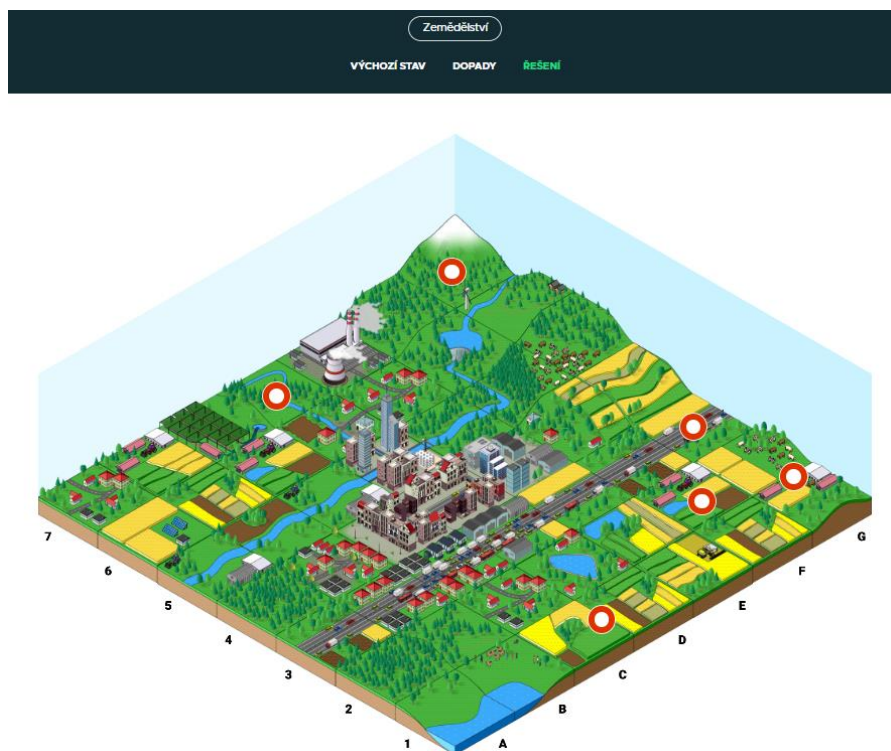 Zemědělství
VÝCHOZÍ STAV DOPADY ŘEŠENÍ
7 G
6 F
5 E
4 D
3 C
2 B
1 A